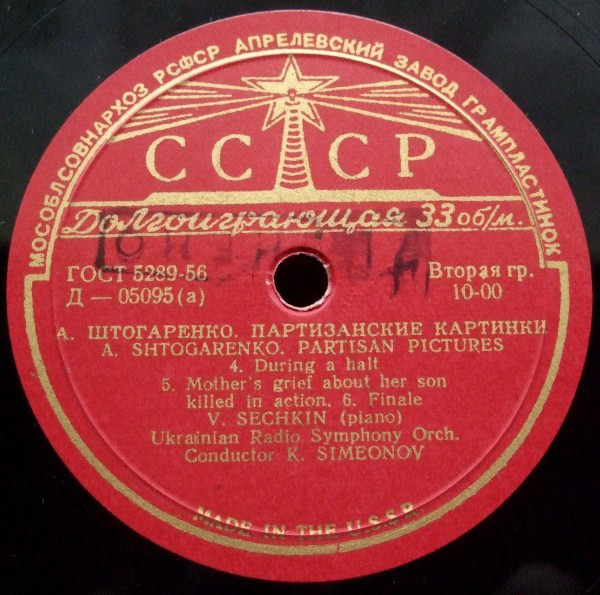 МОСОБЛСОВНАРХОЗ РСФСР АПРЕЛЕВСКИЙ ЗАВОД ГРАМПЛАСТИНОК
СССР
Долгоиграющая 33 об/м.
ГОСТ 5289-56
Д — 05095 (а)
Вторая гр.
10-00
А. ШТОГАРЕНКО. ПАРТИЗАНСКИЕ КАРТИНКИ
A. SHTOGARENKO. PARTISAN PICTURES
4. During a halt
5. Mother's grief about her son
killed in action. 6. Finale
V. SECHKIN (piano)
Ukrainian Radio Symphony Orch.
Conductor K. SIMEONOV
MADE IN THE U.S.S.R.